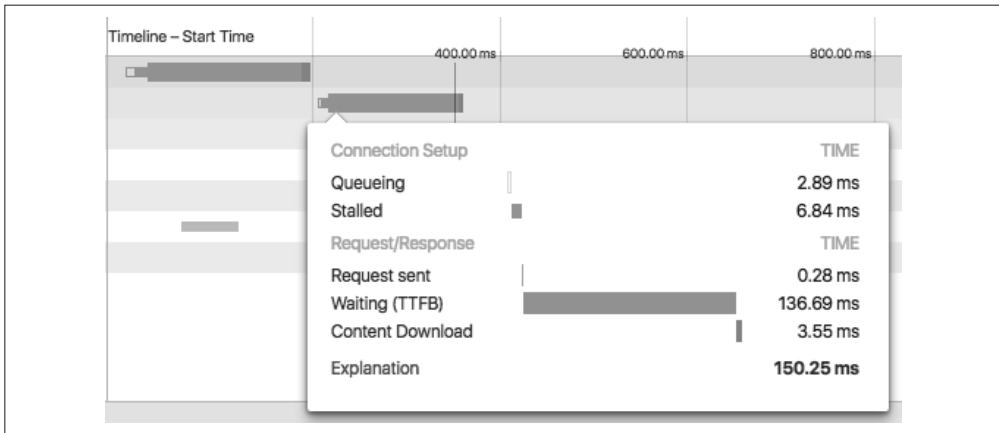 Timeline – Start Time
400.00 ms
600.00 ms
800.00 ms
Connection Setup TIME
Queueing 2.89 ms
Stalled 6.84 ms
Request/Response TIME
Request sent 0.28 ms
Waiting (TTFB) 136.69 ms
Content Download 3.55 ms
Explanation 150.25 ms